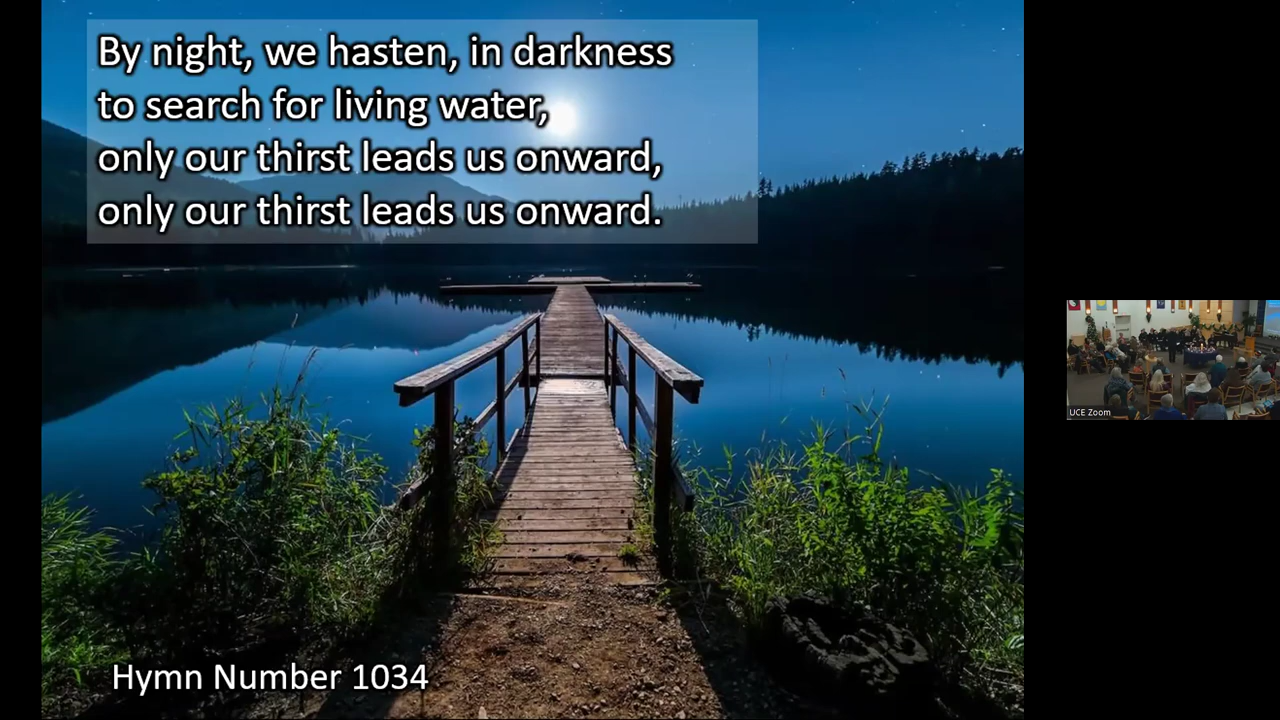 By night, we hasten, in darkness
to search for living water,
only our thirst leads us onward,
only our thirst leads us onward.
Hymn Number 1034
UCE Zoom